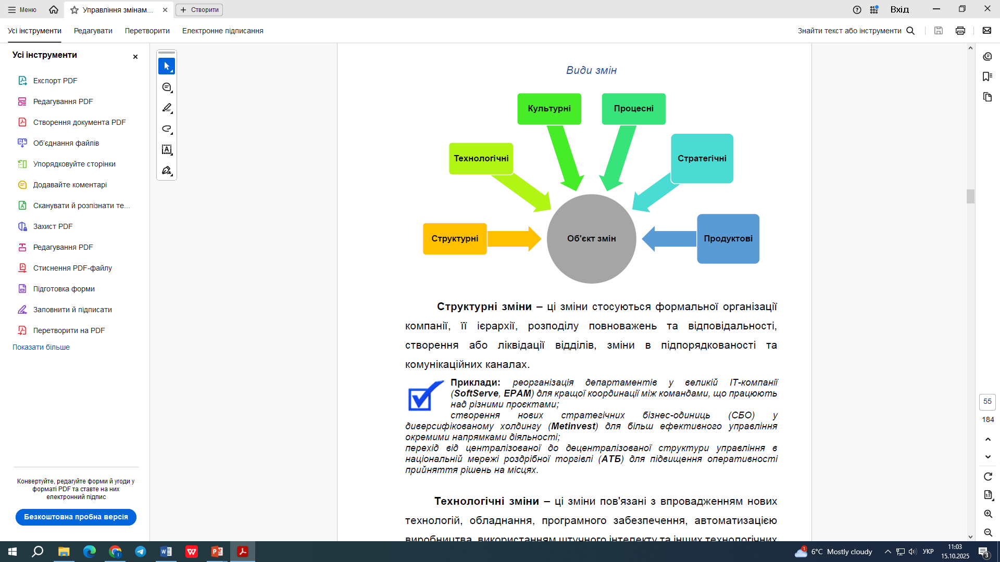 Меню
Управління змінам...
Створити
Вхід
Усі інструменти
Редагувати
Перетворити
Електронне підписання
Знайти текст або інструменти
Усі інструменти
Експорт PDF
Редагування PDF
Створення документа PDF
Об'єднання файлів
Упорядковуйте сторінки
Додавайте коментарі
Сканувати й розпізнати те...
Захист PDF
Редагування PDF
Стиснення PDF-файлу
Підготовка форми
Заповнити й підписати
Перетворити на PDF
Показати більше
Конвертуйте, редагуйте форми й угоди у
форматі PDF та ставте на них
електронний підпис
Безкоштовна пробна версія
Види змін
Культурні
Процесні
Технологічні
Стратегічні
Структурні
Об'єкт змін
Продуктові
Структурні зміни – ці зміни стосуються формальної організації
компанії, її ієрархії, розподілу повноважень та відповідальності,
створення або ліквідації відділів, зміни в підпорядкованості та
комунікаційних каналах.
Приклади: реорганізація департаментів у великій ІТ-компанії
(SoftServe, EPAM) для кращої координації між командами, що працюють
над різними проєктами;
створення нових стратегічних бізнес-одиниць (СБО) у
диверсифікованому холдингу (Metinvest) для більш ефективного управління
окремими напрямками діяльності;
перехід від централізованої до децентралізованої структури управління в
національній мережі роздрібної торгівлі (АТБ) для підвищення оперативності
прийняття рішень на місцях.
Технологічні зміни – ці зміни пов'язані з впровадженням нових
технологій, обладнання, програмного забезпечення, автоматизацією
виробництва, використанням штучного інтелекту та інших технологічних
55
184
1
6°C Mostly cloudy
УКР
11:03
15.10.2025
3